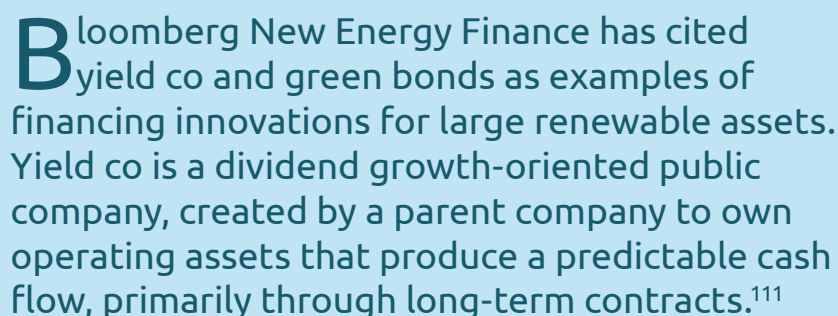 Bloomberg New Energy Finance has cited
yield co and green bonds as examples of
financing innovations for large renewable assets.
Yield co is a dividend growth-oriented public
company, created by a parent company to own
operating assets that produce a predictable cash
flow, primarily through long-term contracts.¹¹¹